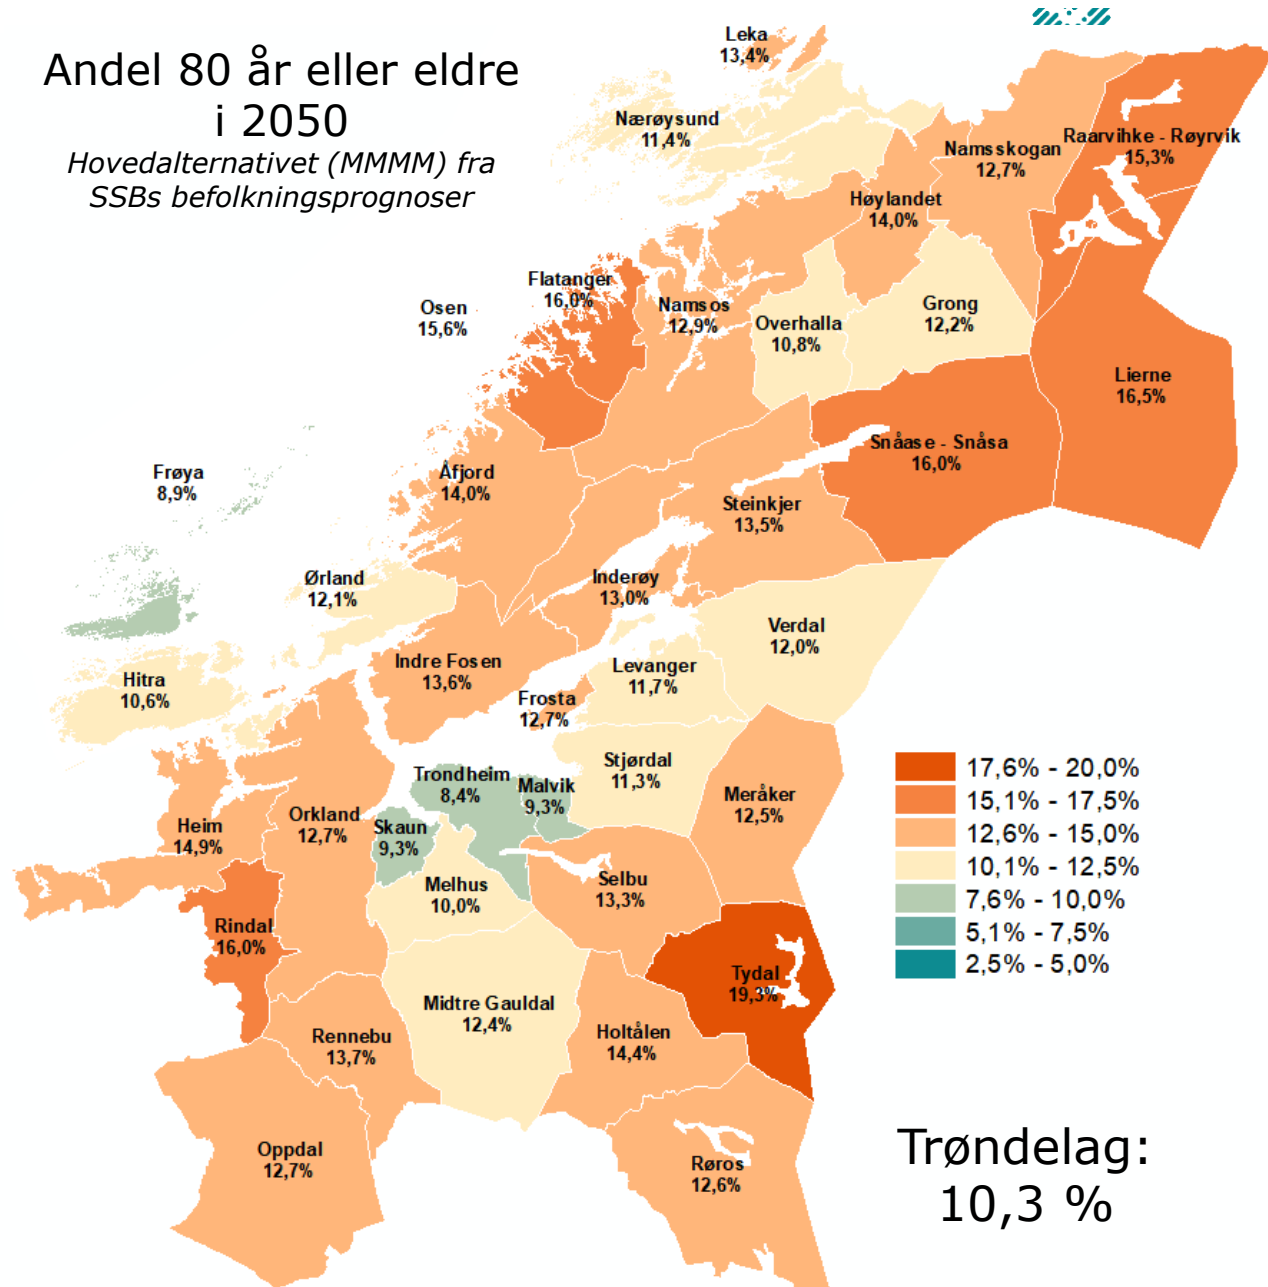 Andel 80 år eller eldre
i 2050
Hovedalternativet (MMMM) fra
SSBs befolkningsprognoser
Leka
13,4%
Nærøysund
11,4%
Namsskogan
12,7%
Raarvihke - Røyrvik
15,3%
Høylandet
14,0%
Flatanger
16,0%
Osen
15,6%
Namsos
12,9%
Overhalla
10,8%
Grong
12,2%
Lierne
16,5%
Snåase - Snåsa
16,0%
Frøya
8,9%
Åfjord
14,0%
Steinkjer
13,5%
Ørland
12,1%
Inderøy
13,0%
Verdal
12,0%
Hitra
10,6%
Indre Fosen
13,6%
Levanger
11,7%
Frosta
12,7%
Stjørdal
11,3%
Trondheim
8,4%
Malvik
9,3%
Meråker
12,5%
Heim
14,9%
Orkland
12,7%
Skaun
9,3%
Melhus
10,0%
Selbu
13,3%
Rindal
16,0%
Tydal
19,3%
Midtre Gauldal
12,4%
Rennebu
13,7%
Holtålen
14,4%
Oppdal
12,7%
Røros
12,6%
17,6% - 20,0%
15,1% - 17,5%
12,6% - 15,0%
10,1% - 12,5%
7,6% - 10,0%
5,1% - 7,5%
2,5% - 5,0%
Trøndelag:
10,3 %